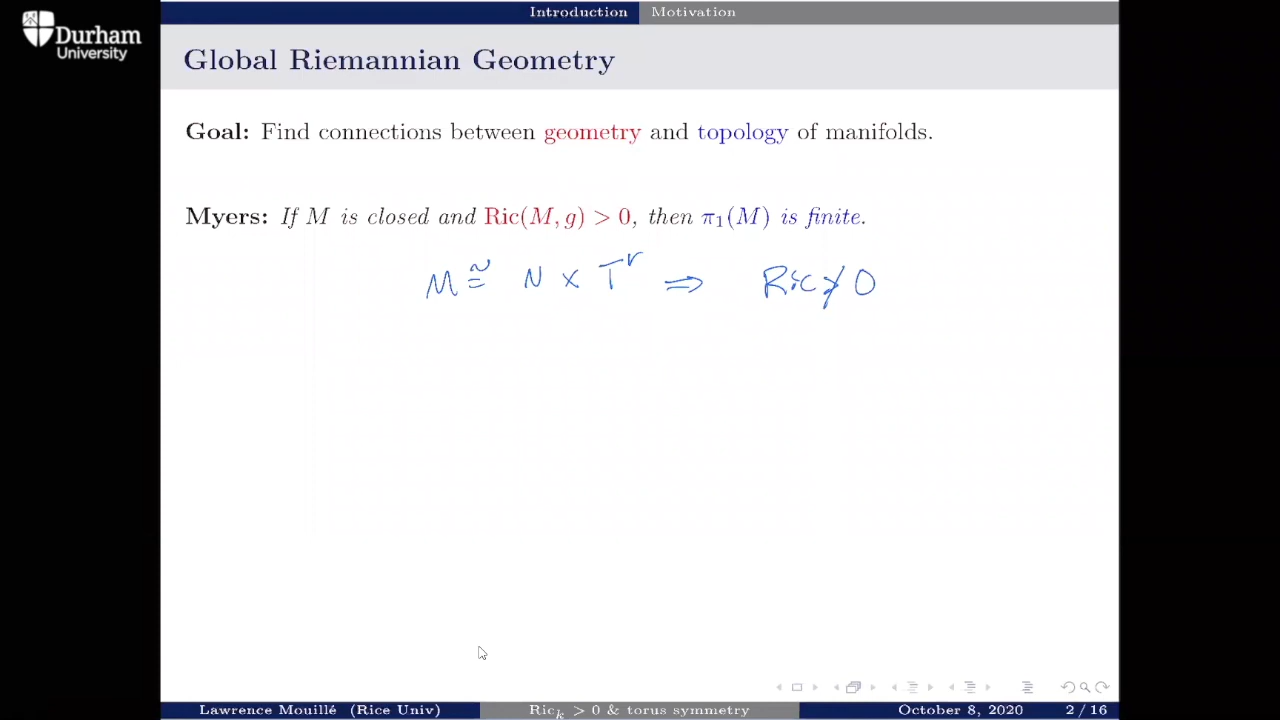 Introduction Motivation
Durham
University
Global Riemannian Geometry
Goal: Find connections between geometry and topology of manifolds.
Myers: If M is closed and Ric(M, g) > 0, then π₁(M) is finite.
M ≅ N × Tʳ ⇒ Ric ≯ 0
Lawrence Mouillé (Rice Univ) Ricₖ > 0 & torus symmetry October 8, 2020 2 / 16